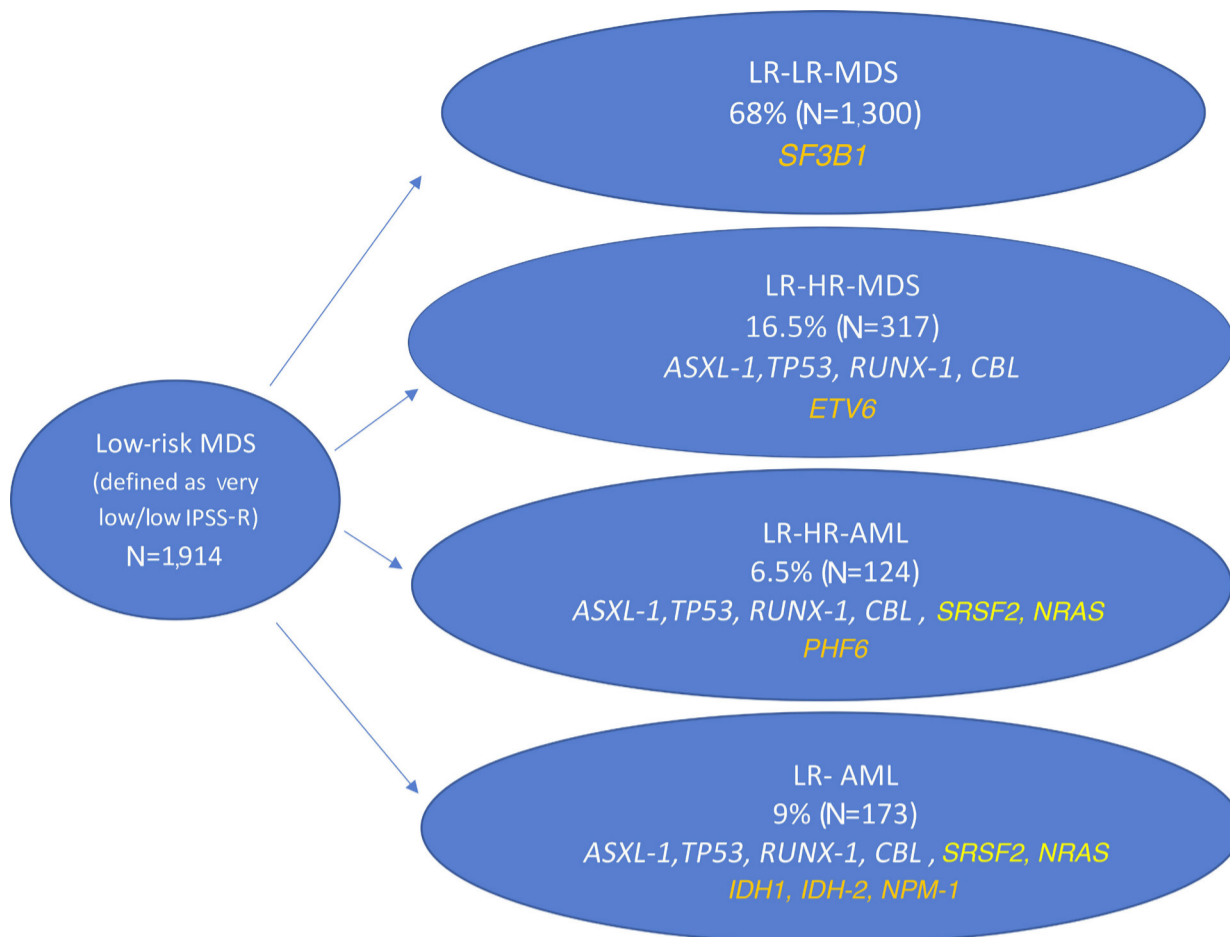 LR-LR-MDS
68% (N=1,300)
SF3B1
LR-HR-MDS
16.5% (N=317)
ASXL-1,TP53, RUNX-1, CBL
ETV6
Low-risk MDS
(defined as very
low/low IPSS-R)
N=1,914
LR-HR-AML
6.5% (N=124)
ASXL-1,TP53, RUNX-1, CBL , SRSF2, NRAS
PHF6
LR- AML
9% (N=173)
ASXL-1,TP53, RUNX-1, CBL , SRSF2, NRAS
IDH1, IDH-2, NPM-1